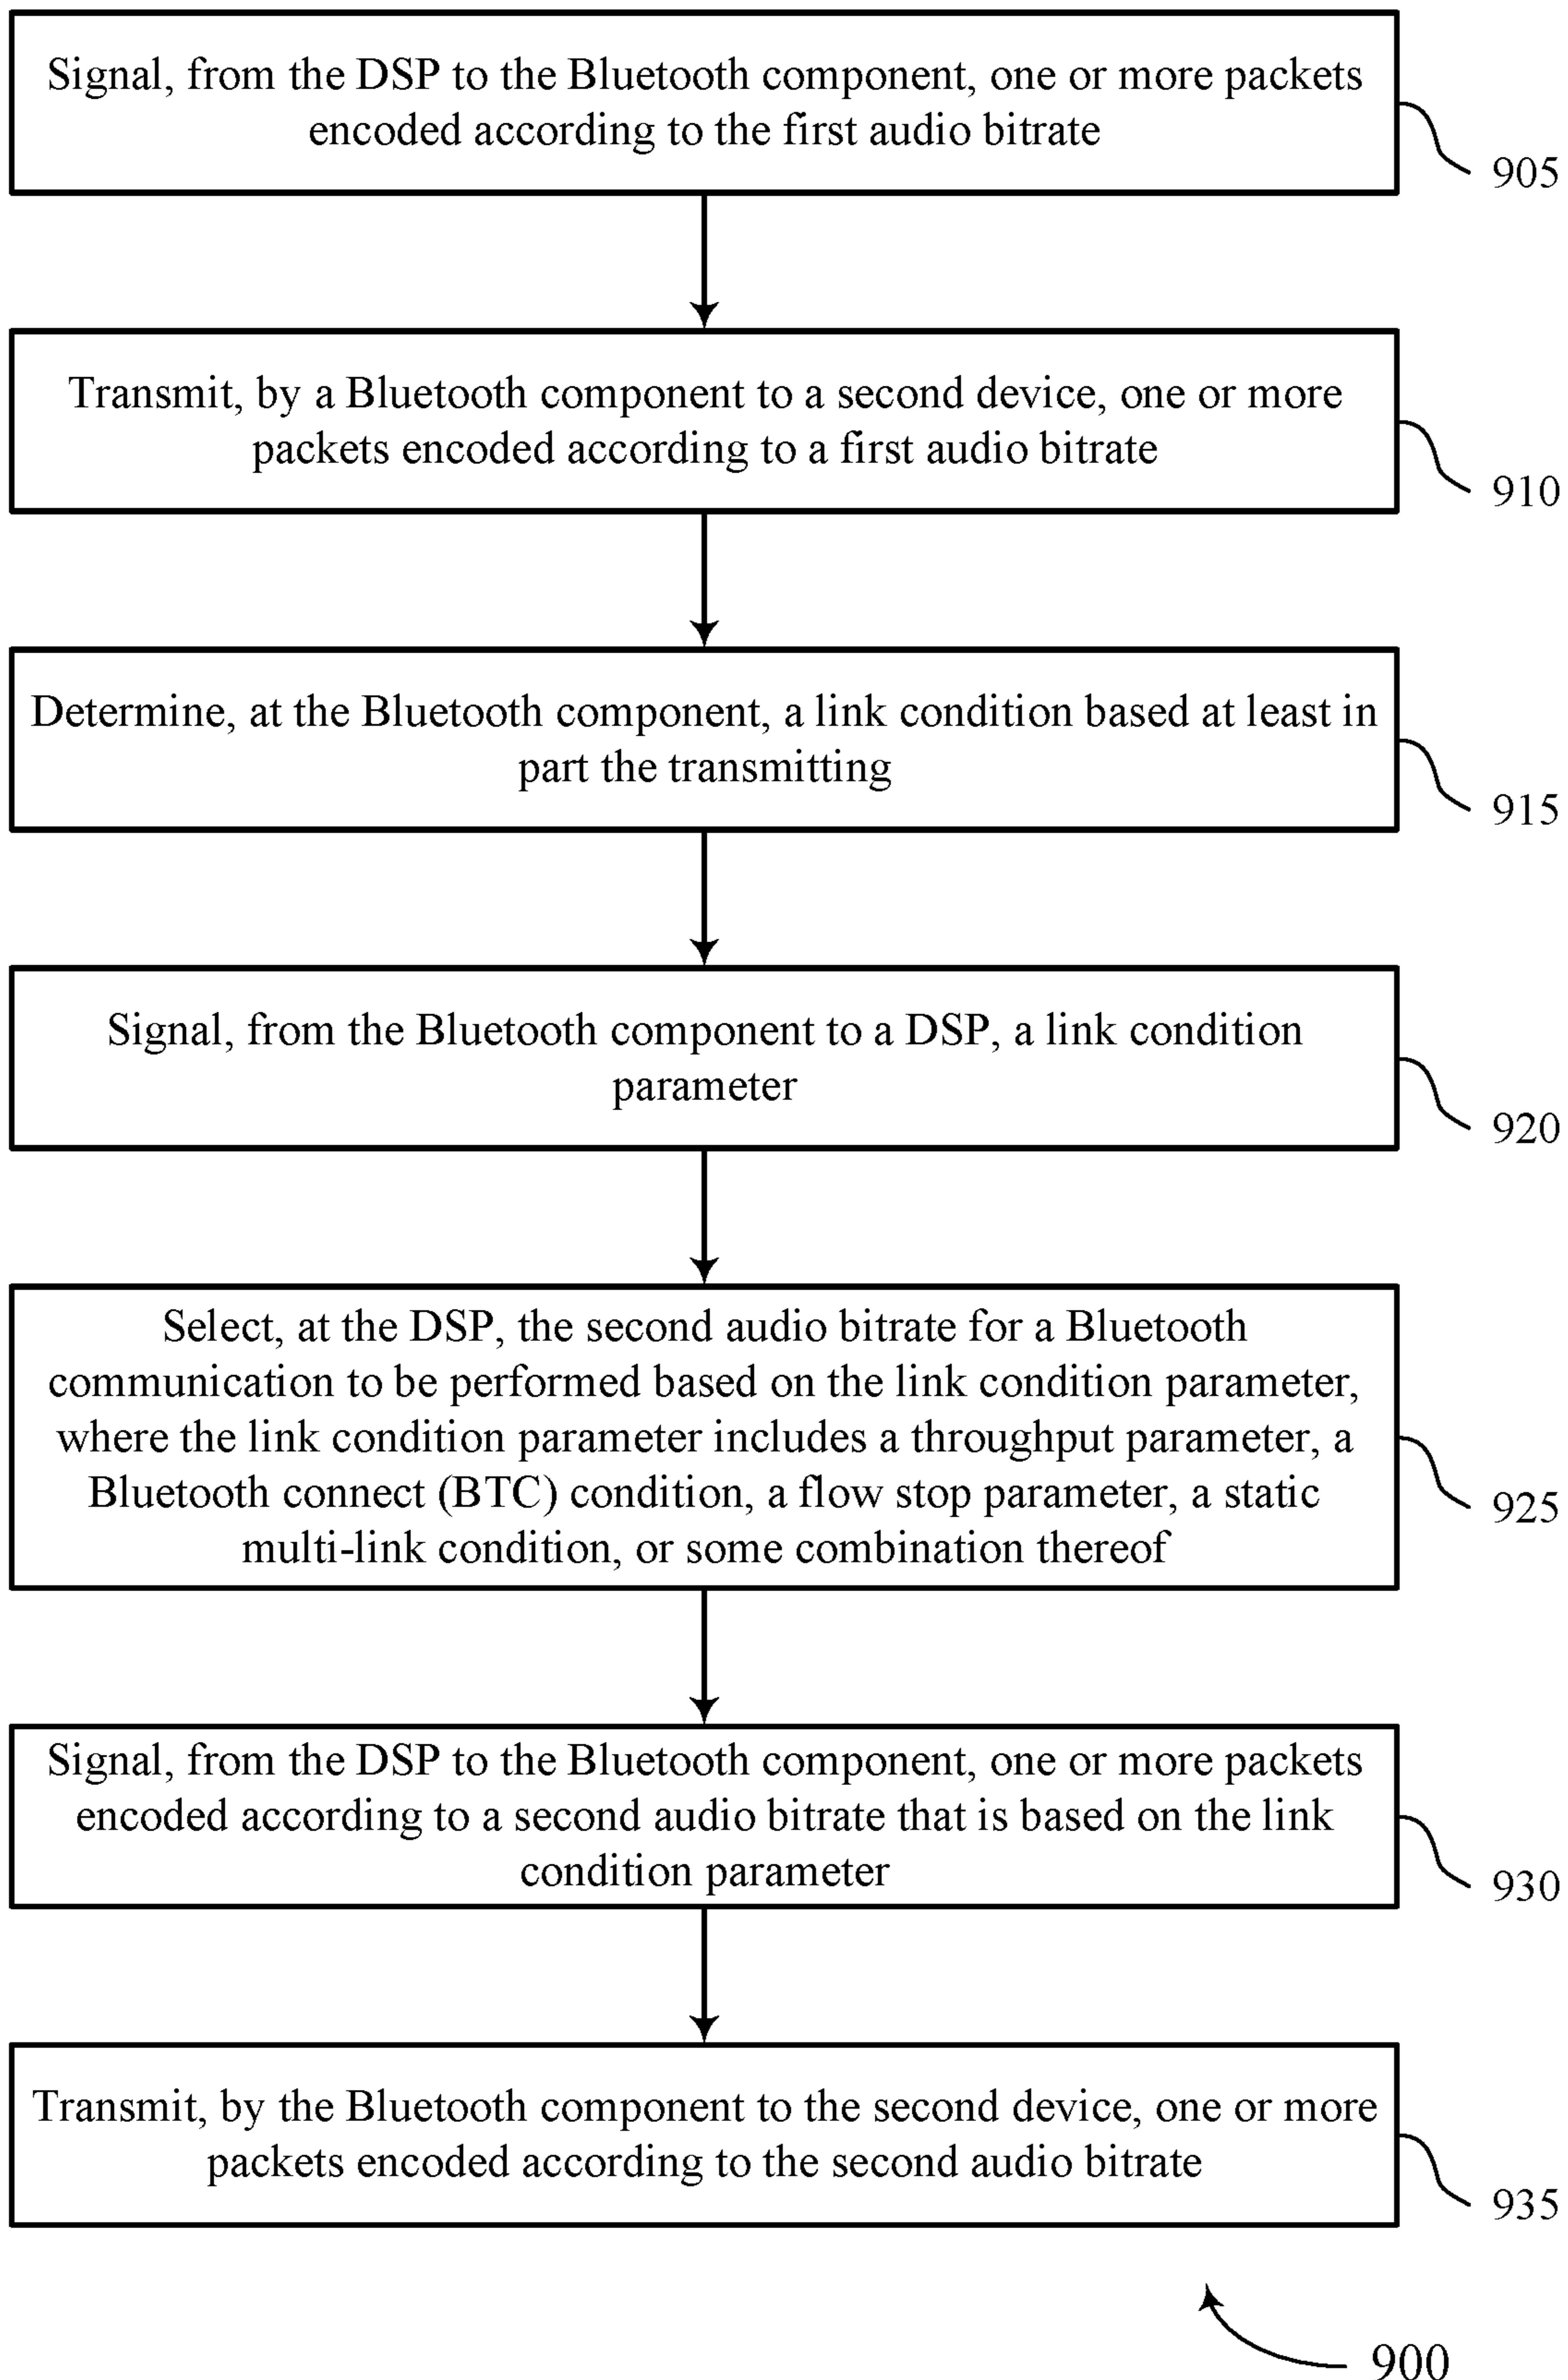 Signal, from the DSP to the Bluetooth component, one or more packets
encoded according to the first audio bitrate
905
Transmit, by a Bluetooth component to a second device, one or more
packets encoded according to a first audio bitrate
910
Determine, at the Bluetooth component, a link condition based at least in
part the transmitting
915
Signal, from the Bluetooth component to a DSP, a link condition
parameter
920
Select, at the DSP, the second audio bitrate for a Bluetooth
communication to be performed based on the link condition parameter,
where the link condition parameter includes a throughput parameter, a
Bluetooth connect (BTC) condition, a flow stop parameter, a static
multi-link condition, or some combination thereof
925
Signal, from the DSP to the Bluetooth component, one or more packets
encoded according to a second audio bitrate that is based on the link
condition parameter
930
Transmit, by the Bluetooth component to the second device, one or more
packets encoded according to the second audio bitrate
935
900